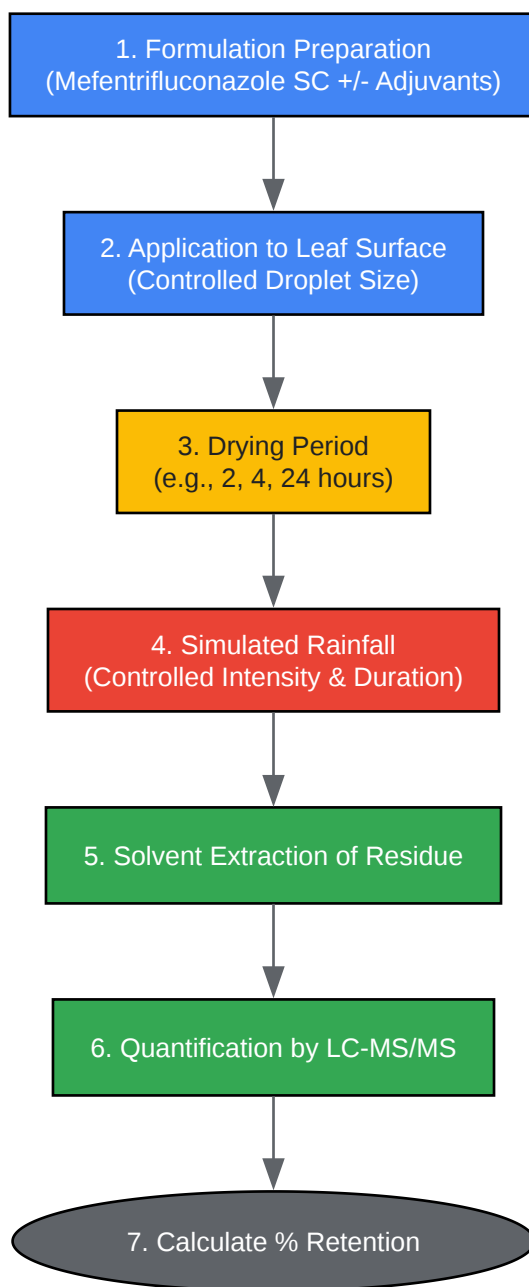 1. Formulation Preparation
(Mefentrifluconazole SC +/- Adjuvants)
2. Application to Leaf Surface
(Controlled Droplet Size)
3. Drying Period
(e.g., 2, 4, 24 hours)
4. Simulated Rainfall
(Controlled Intensity & Duration)
5. Solvent Extraction of Residue
6. Quantification by LC-MS/MS
7. Calculate % Retention